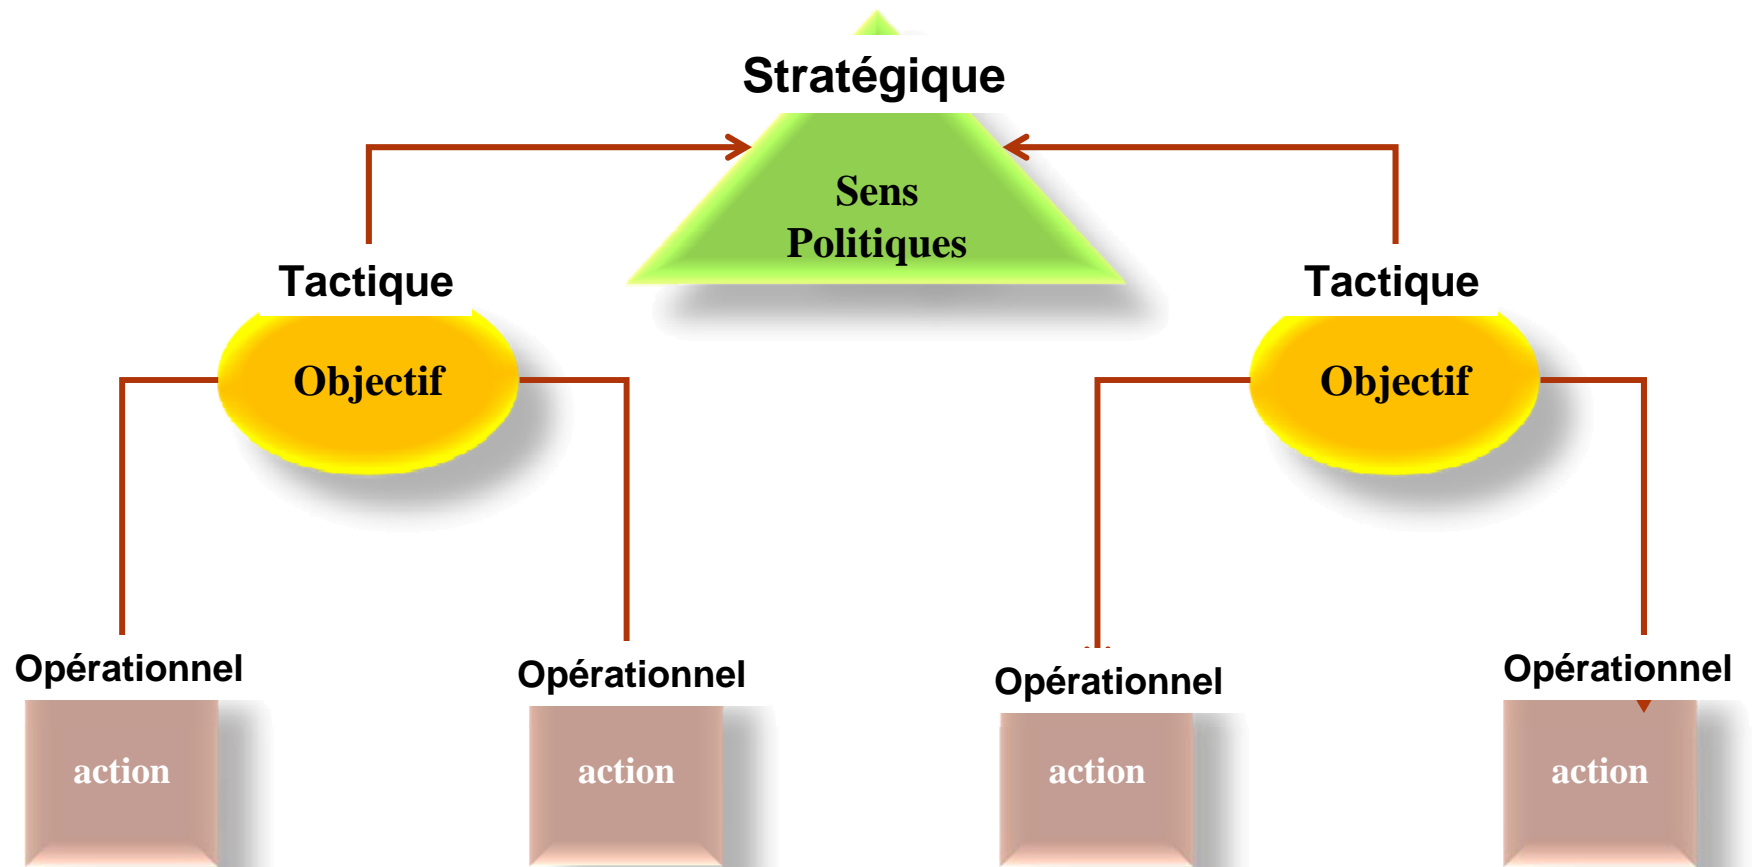 Stratégique
Sens
Politiques
Tactique
Tactique
Objectif
Objectif
Opérationnel
Opérationnel
Opérationnel
Opérationnel
action
action
action
action